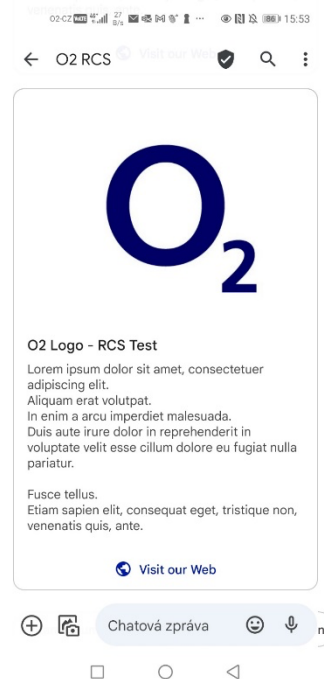 O2-CZ 27 B/s 86 15:53
O2 RCS
Visit our Web
O2
O2 Logo - RCS Test
Lorem ipsum dolor sit amet, consectetuer
adipiscing elit.
Aliquam erat volutpat.
In enim a arcu imperdiet malesuada.
Duis aute irure dolor in reprehenderit in
voluptate velit esse cillum dolore eu fugiat nulla
pariatur.
Fusce tellus.
Etiam sapien elit, consequat eget, tristique non,
venenatis quis, ante.
Visit our Web
Chatová zpráva